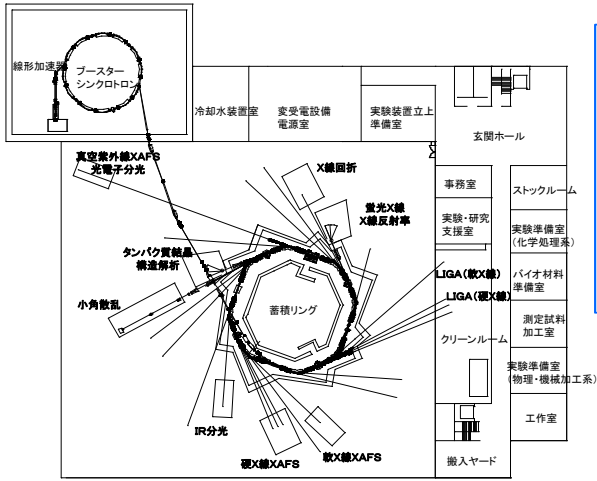 線形加速器
ブースター
シンクロトロン
冷却水装置室
変受電設備
電源室
実験装置立上
準備室
玄関ホール
真空紫外線XAFS
光電子分光
X線回折
蛍光X線
X線反射率
事務室
ストックルーム
実験・研究
支援室
実験準備室
(化学処理系)
タンパク質結晶
構造解析
LIGA(軟X線)
バイオ材料
準備室
小角散乱
蓄積リング
LIGA(硬X線)
測定試料
加工室
クリーンルーム
実験準備室
(物理・機械加工系)
IR分光
硬X線XAFS
軟X線XAFS
工作室
搬入ヤード